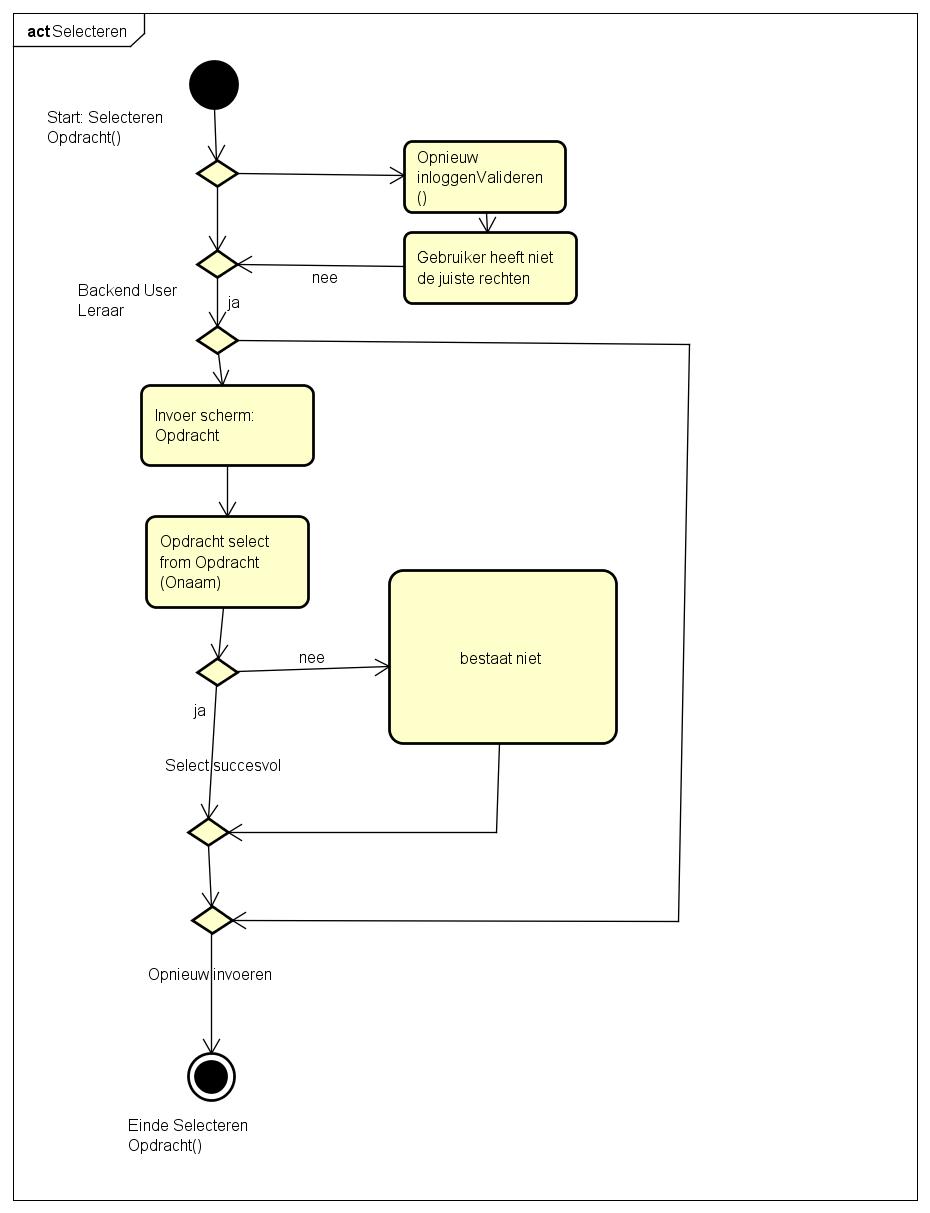 act Selecteren
Start: Selecteren
Opdracht()
Opnieuw
inloggenValideren
()
Gebruiker heeft niet
de juiste rechten
nee
Backend User
Leraar
ja
Invoer scherm:
Opdracht
Opdracht select
from Opdracht
(Onaam)
nee
bestaat niet
ja
Select succesvol
Opnieuw invoeren
Einde Selecteren
Opdracht()